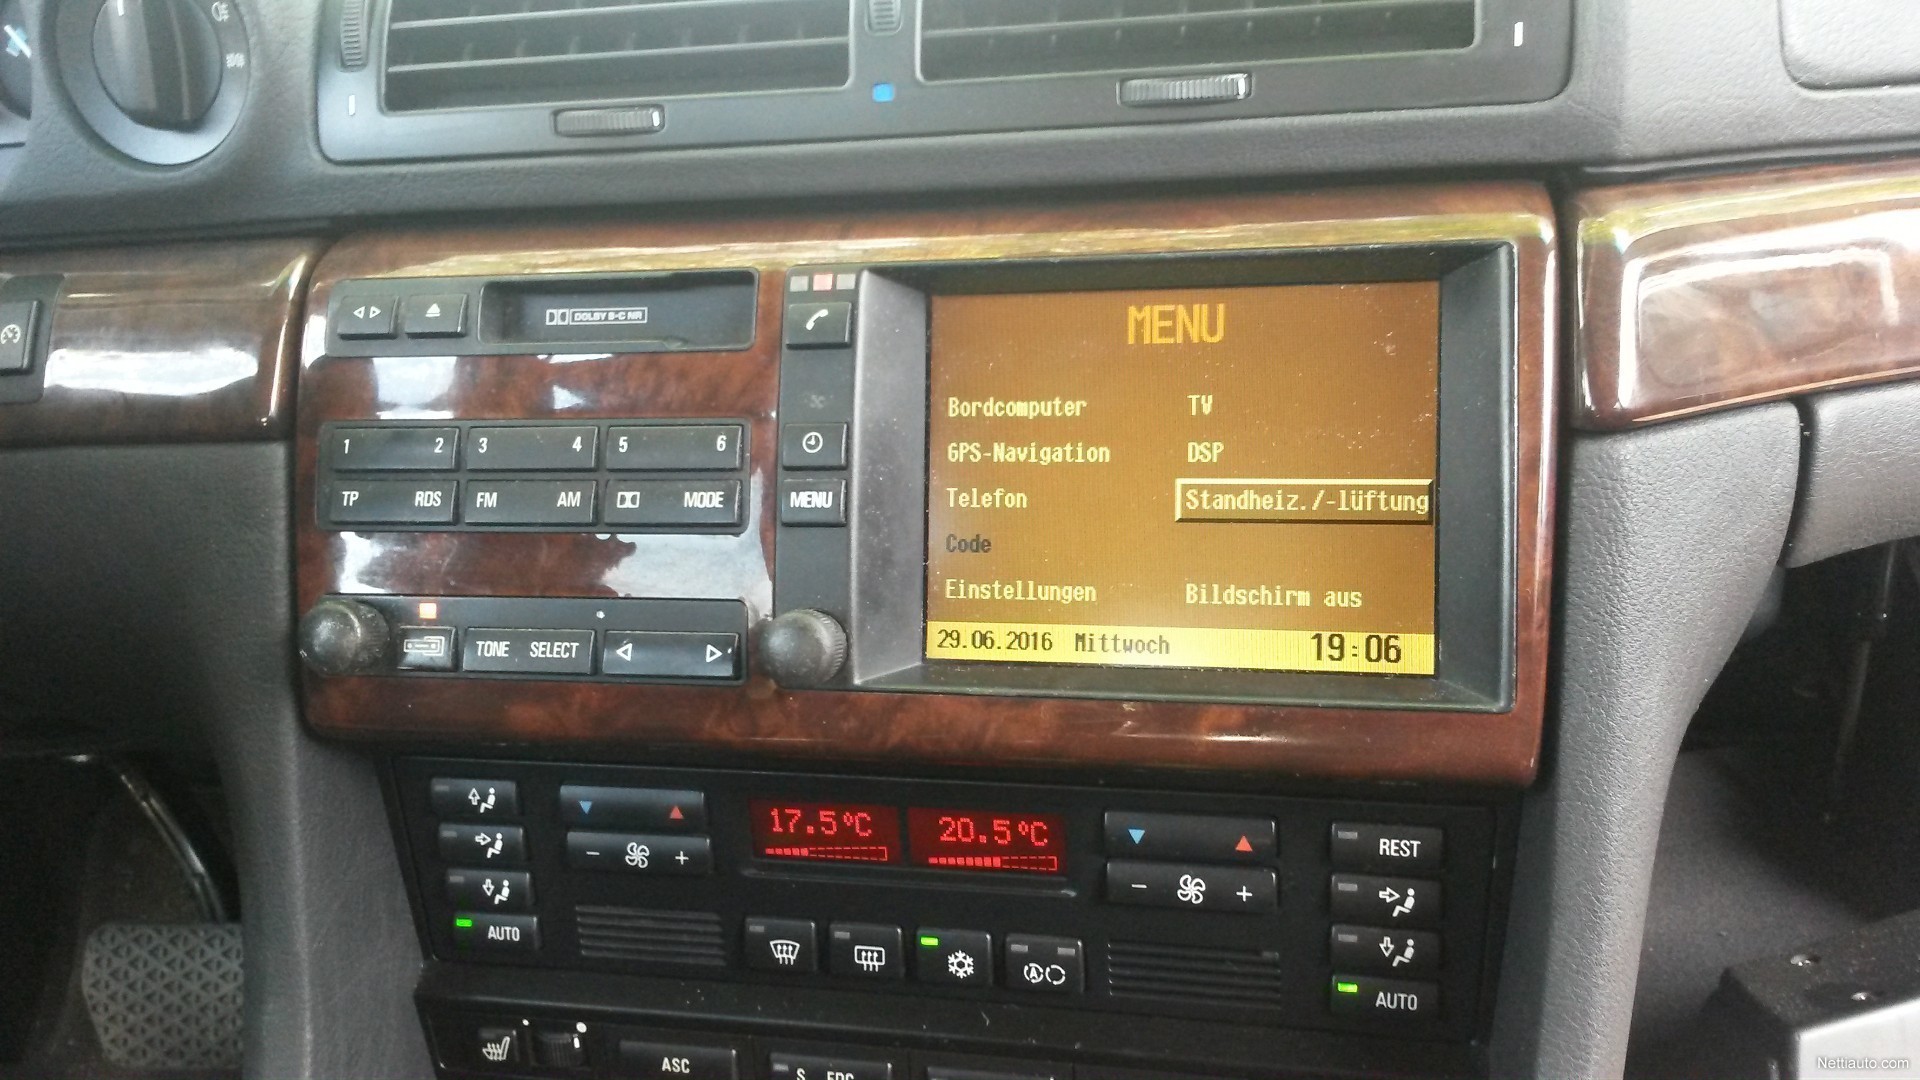 DOLBY B-C NR
MENU
Bordcomputer TV
1 2 3 4 5 6
GPS-Navigation DSP
TP RDS FM AM MODE
MENU
Telefon Standheiz./-lüftung
Code
Einstellungen Bildschirm aus
TONE SELECT
29.06.2016 Mittwoch 19:06
17.5°C 20.5°C
REST
AUTO
A
AUTO
ASC
Nettiauto.com